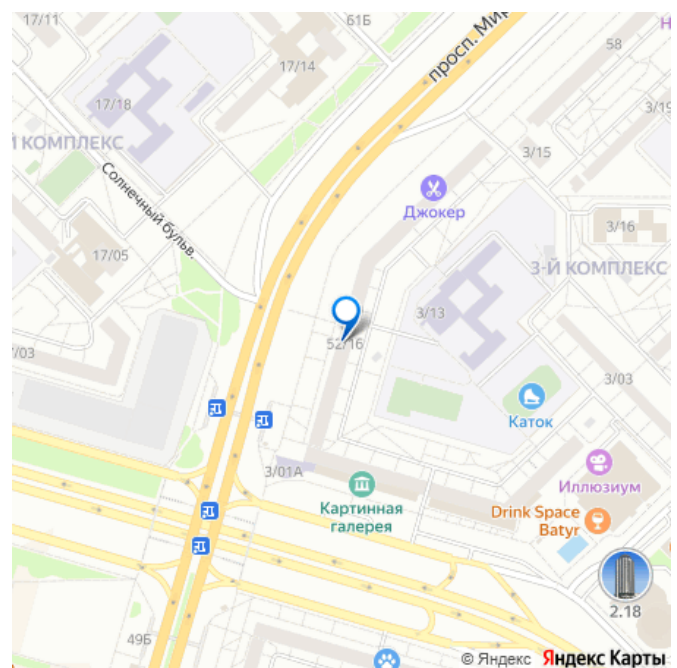 17/11
61Б
58
Н
17/14
просп. Мир
17/18
3/19
Й КОМПЛЕКС
3/15
Солнечный бульв.
Джокер
3/16
17/05
3-Й КОМПЛЕКС
3/13
52/16
7/03
3/03
Каток
3/01А
Иллюзиум
Картинная
галерея
Drink Space
Batyr
2.18
49Б
© Яндекс Яндекс Карты